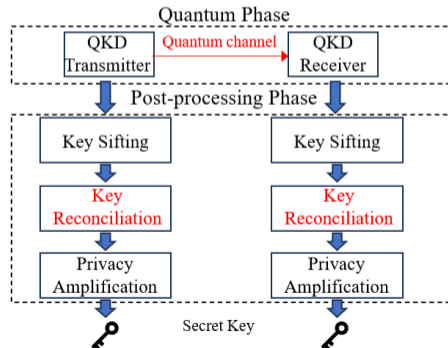 Quantum Phase
QKD
Transmitter
Quantum channel
QKD
Receiver
Post-processing Phase
Key Sifting
Key Sifting
Key
Reconciliation
Key
Reconciliation
Privacy
Amplification
Privacy
Amplification
Secret Key